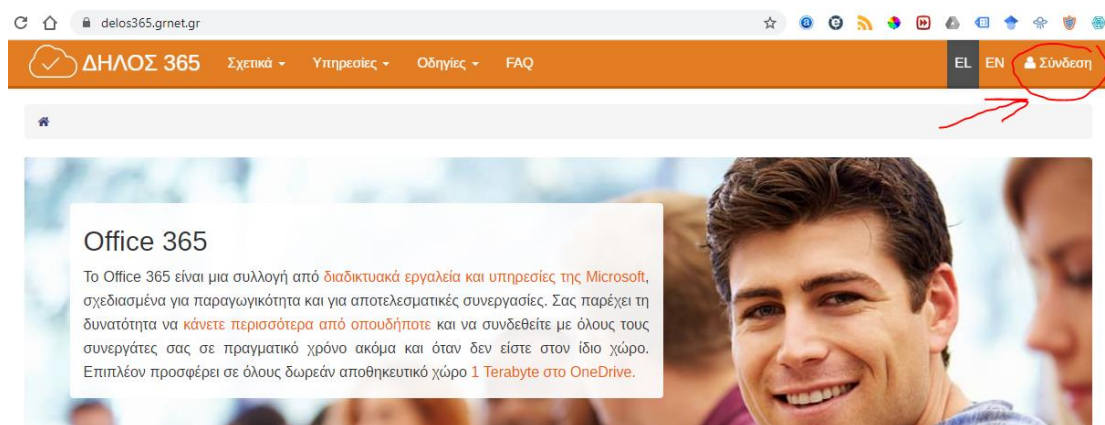 delos365.grnet.gr
ΔΗΛΟΣ 365 Σχετικά Υπηρεσίες Οδηγίες FAQ EL EN Σύνδεση
Office 365
Το Office 365 είναι μια συλλογή από διαδικτυακά εργαλεία και υπηρεσίες της Microsoft,
σχεδιασμένα για παραγωγικότητα και για αποτελεσματικές συνεργασίες. Σας παρέχει τη
δυνατότητα να κάνετε περισσότερα από οπουδήποτε και να συνδεθείτε με όλους τους
συνεργάτες σας σε πραγματικό χρόνο ακόμα και όταν δεν είστε στον ίδιο χώρο.
Επιπλέον προσφέρει σε όλους δωρεάν αποθηκευτικό χώρο 1 Terabyte στο OneDrive.